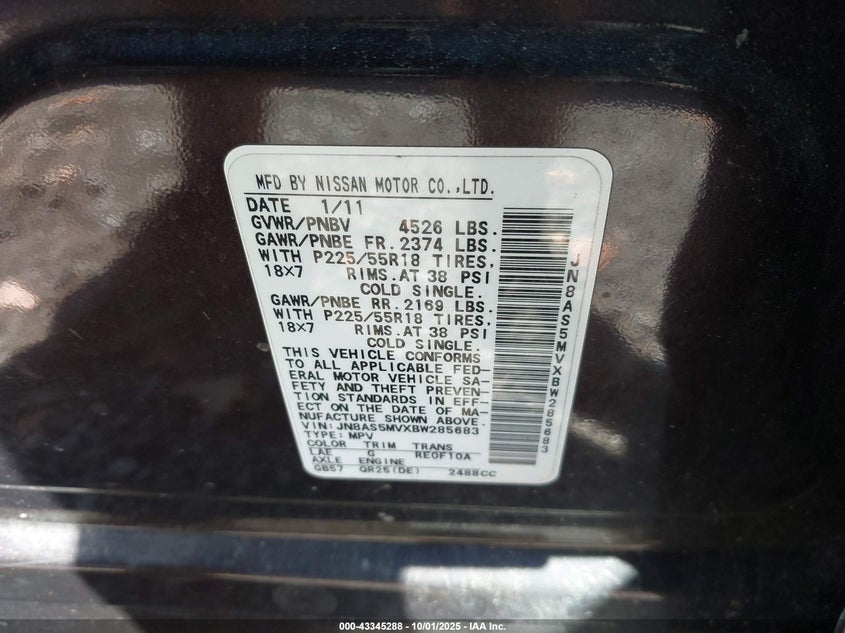 MFD BY NISSAN MOTOR CO.,LTD.
DATE 1/11
GVWR/PNBV 4526 LBS.
GAWR/PNBE FR. 2374 LBS.
WITH P225/55R18 TIRES,
18X7 RIMS.AT 38 PSI
COLD SINGLE.
GAWR/PNBE RR. 2169 LBS.
WITH P225/55R18 TIRES,
18X7 RIMS.AT 38 PSI
COLD SINGLE.
THIS VEHICLE CONFORMS
TO ALL APPLICABLE FED-
ERAL MOTOR VEHICLE SA-
FETY AND THEFT PREVEN-
TION STANDARDS IN EFF-
ECT ON THE DATE OF MA-
NUFACTURE SHOWN ABOVE.
VIN:JN8AS5MVXBW285683
TYPE:MPV
COLOR TRIM TRANS
LAE G RE0F10A
AXLE ENGINE
GB57 QR25(DE) 2488CC
JN8AS5MVXBW285683
000-43345288 - 10/01/2025 - IAA Inc.